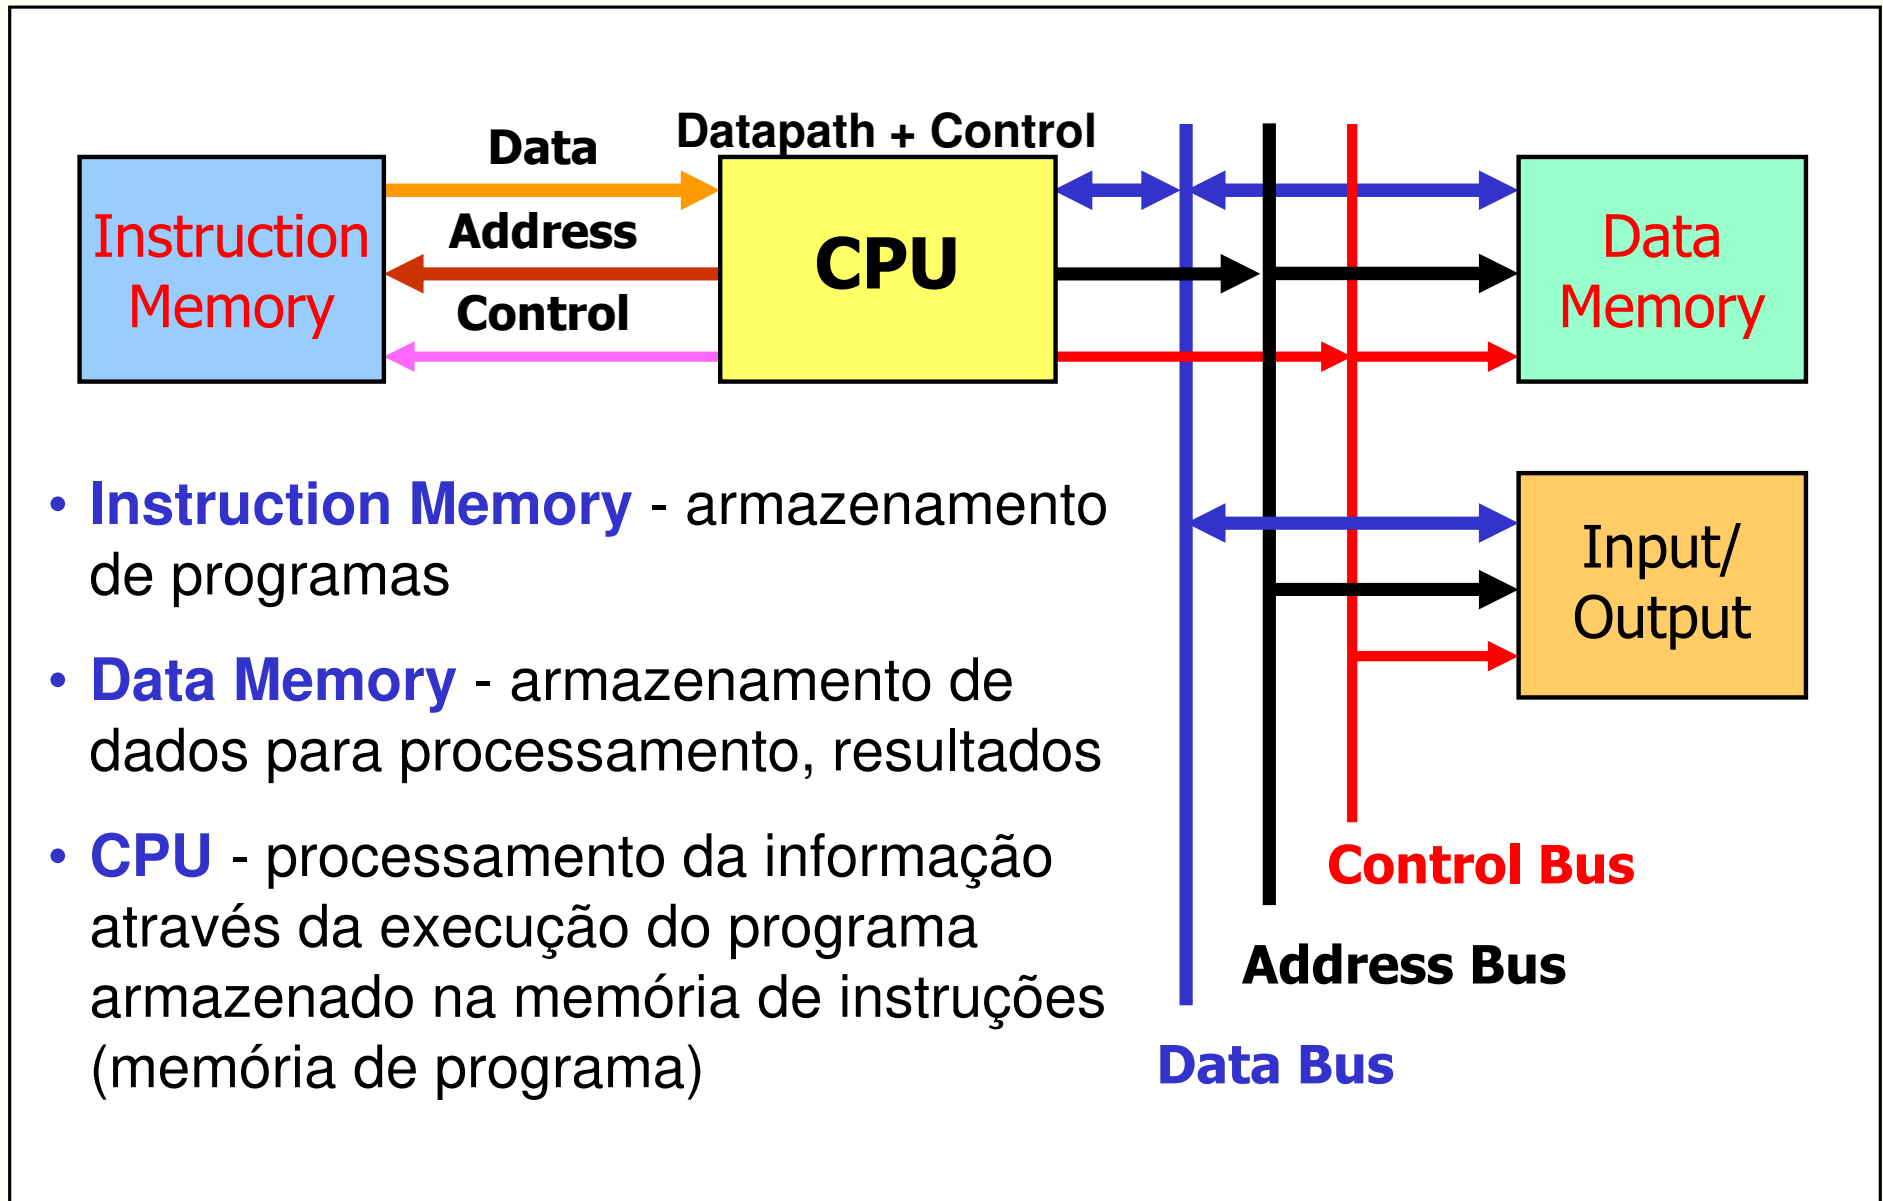 Datapath + Control
Data
Address
Control
Instruction
Memory
CPU
Data
Memory
Input/
Output
• Instruction Memory - armazenamento
de programas
• Data Memory - armazenamento de
dados para processamento, resultados
• CPU - processamento da informação
através da execução do programa
armazenado na memória de instruções
(memória de programa)
Control Bus
Address Bus
Data Bus